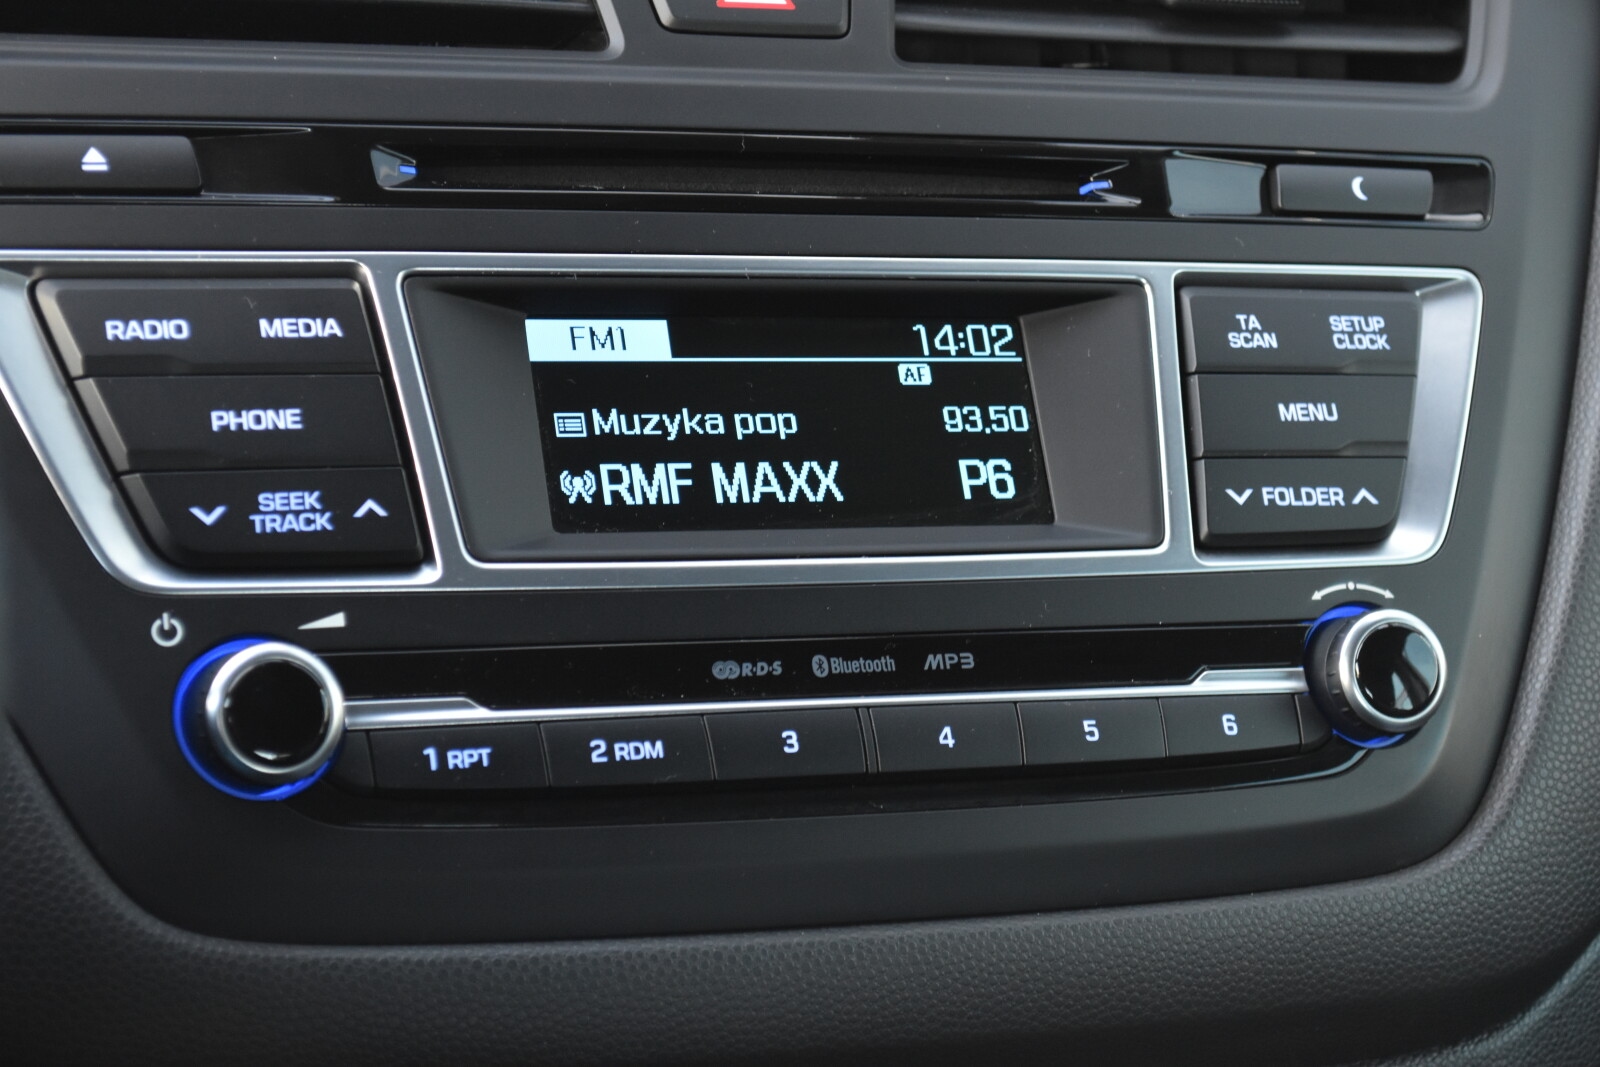 RADIO MEDIA
PHONE
SEEK
TRACK
FM1 14:02
AF
Muzyka pop 93.50
RMF MAXX P6
TA
SCAN
SETUP
CLOCK
MENU
FOLDER
R·D·S Bluetooth MP3
1 RPT 2 RDM 3 4 5 6